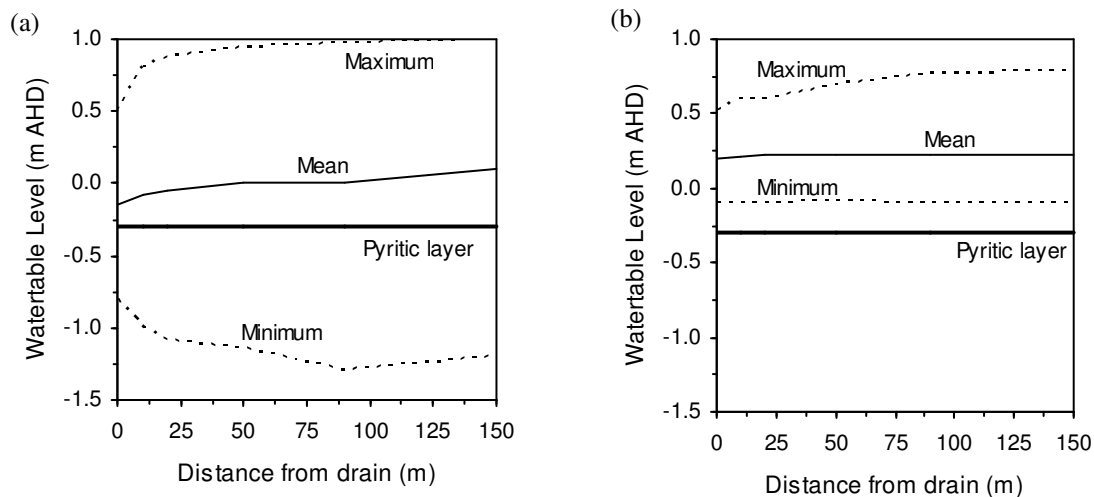 (a)
Watertable Level (m AHD)
1.0
0.5
0.0
-0.5
-1.0
-1.5
Maximum
Mean
Pyritic layer
Minimum
0 25 50 75 100 125 150
Distance from drain (m)
(b)
Watertable Level (m AHD)
1.0
0.5
0.0
-0.5
-1.0
-1.5
Maximum
Mean
Minimum
Pyritic layer
0 25 50 75 100 125 150
Distance from drain (m)